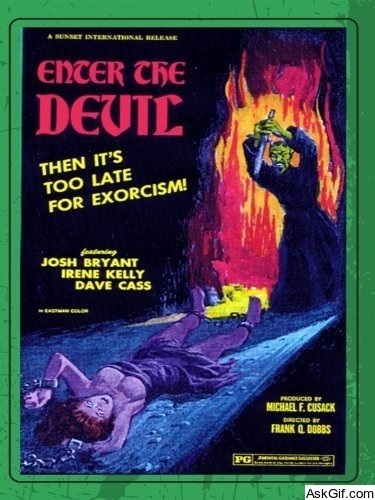 A SUNSET INTERNATIONAL RELEASE
ENTER THE
DEVIL
THEN IT'S
TOO LATE
FOR EXORCISM!
featuring
JOSH BRYANT
IRENE KELLY
DAVE CASS
In EASTMAN COLOR
PRODUCED BY
MICHAEL F. CUSACK
DIRECTED BY
FRANK Q. DOBBS
PG PARENTAL GUIDANCE SUGGESTED
AskGif.com